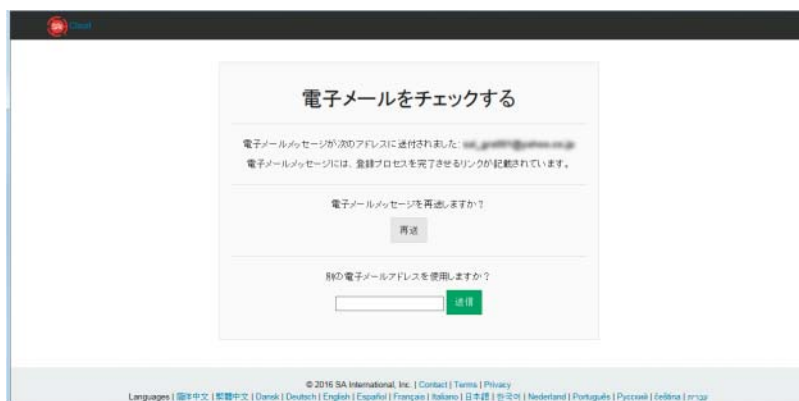 SAi Cloud
電子メールをチェックする
電子メールメッセージが次のアドレスに送付されました:
電子メールメッセージには、登録プロセスを完了させるリンクが記載されています。
電子メールメッセージを再送しますか?
再送
別の電子メールアドレスを使用しますか?
送信
© 2016 SA International, Inc. | Contact | Terms | Privacy
Languages | 简体中文 | 繁體中文 | Dansk | Deutsch | English | Español | Français | Italiano | 日本語 | 한국어 | Nederland | Português | Русский | čeština | עברית